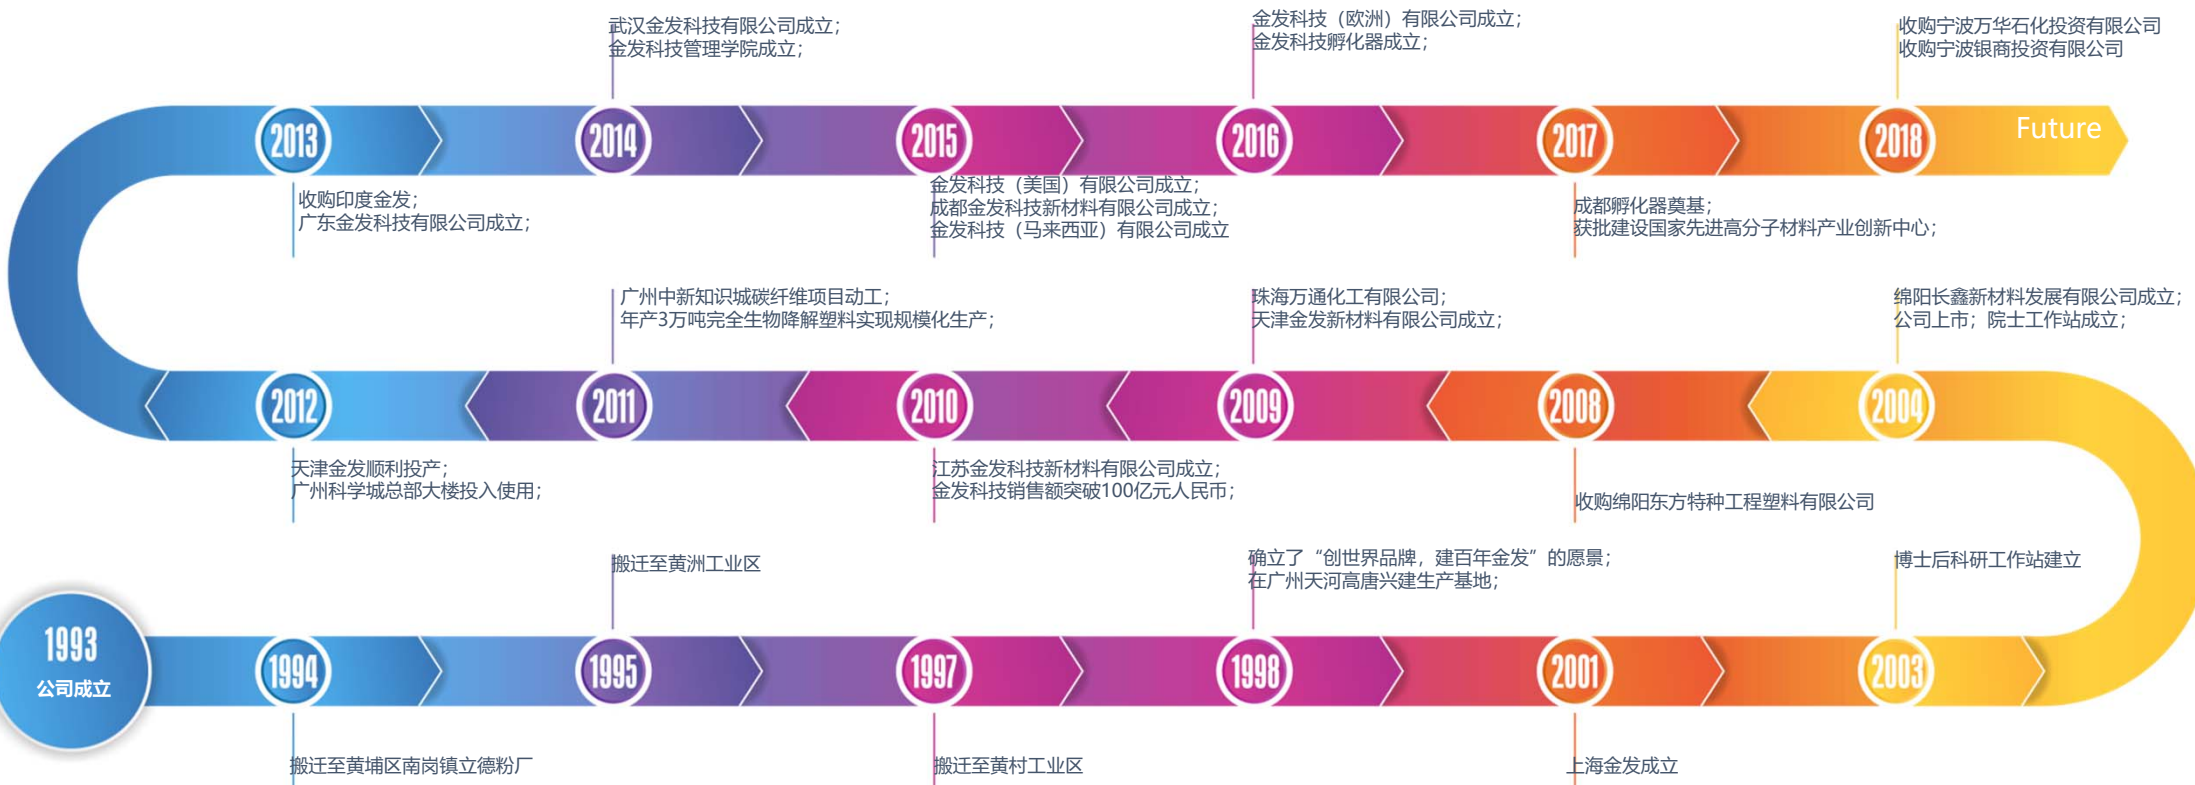 武汉金发科技有限公司成立；
金发科技管理学院成立；
金发科技（欧洲）有限公司成立；
金发科技孵化器成立；
收购宁波万华石化投资有限公司
收购宁波银商投资有限公司
2013
2014
2015
2016
2017
2018
Future
收购印度金发；
广东金发科技有限公司成立；
金发科技（美国）有限公司成立；
成都金发科技新材料有限公司成立；
金发科技（马来西亚）有限公司成立
成都孵化器奠基；
获批建设国家先进高分子材料产业创新中心；
广州中新知识城碳纤维项目动工；
年产3万吨完全生物降解塑料实现规模化生产；
珠海万通化工有限公司；
天津金发新材料有限公司成立；
绵阳长鑫新材料发展有限公司成立；
公司上市；院士工作站成立；
2012
2011
2010
2009
2008
2004
天津金发顺利投产；
广州科学城总部大楼投入使用；
江苏金发科技新材料有限公司成立；
金发科技销售额突破100亿元人民币；
收购绵阳东方特种工程塑料有限公司
搬迁至黄洲工业区
确立了“创世界品牌，建百年金发”的愿景；
在广州天河高唐兴建生产基地；
博士后科研工作站建立
1993
公司成立
1994
1995
1997
1998
2001
2003
搬迁至黄埔区南岗镇立德粉厂
搬迁至黄村工业区
上海金发成立